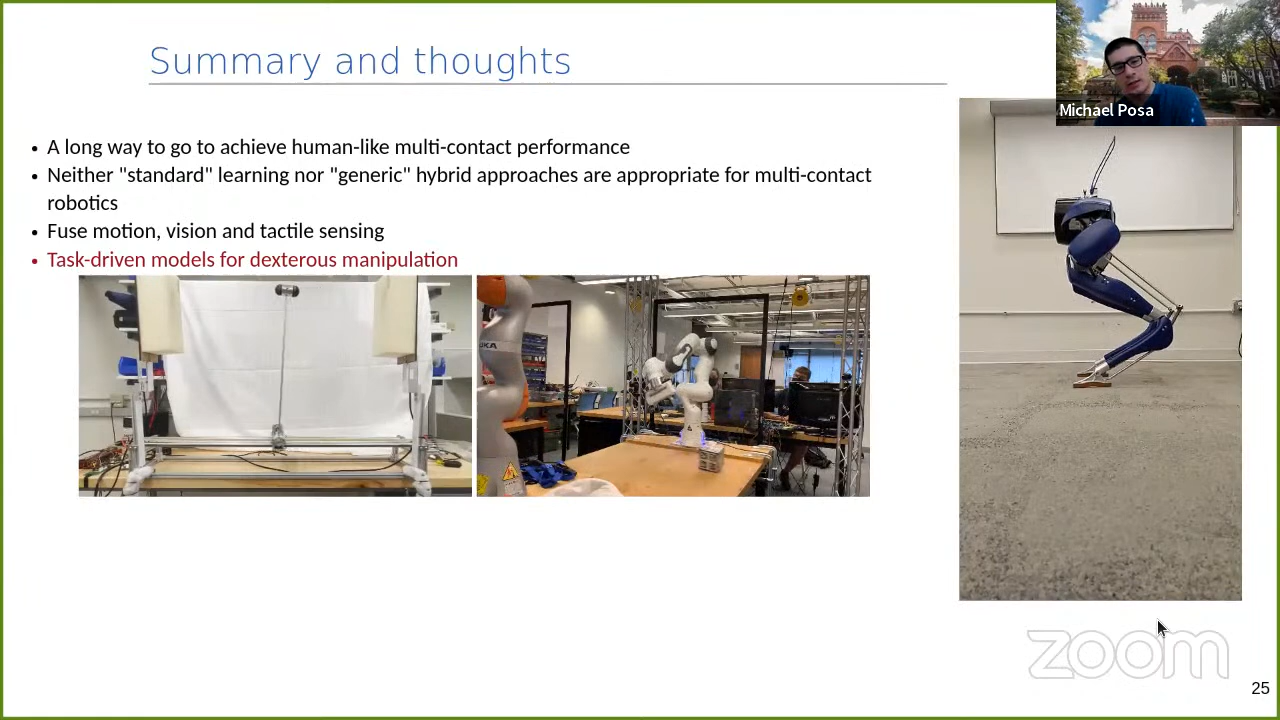 Summary and thoughts
Michael Posa
• A long way to go to achieve human-like multi-contact performance
• Neither "standard" learning nor "generic" hybrid approaches are appropriate for multi-contact
robotics
• Fuse motion, vision and tactile sensing
• Task-driven models for dexterous manipulation
zoom
25